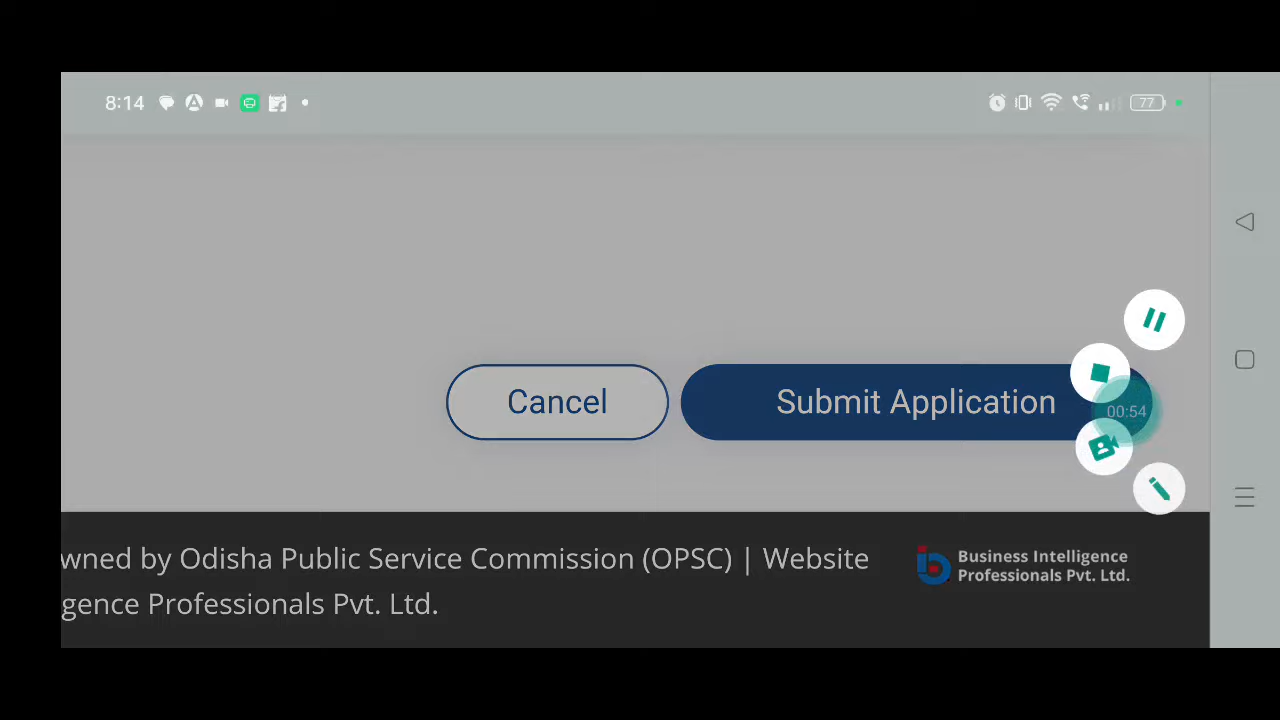 8:14
77
Cancel
Submit Application
00:54
wned by Odisha Public Service Commission (OPSC) | Website
gence Professionals Pvt. Ltd.
Business Intelligence
Professionals Pvt. Ltd.